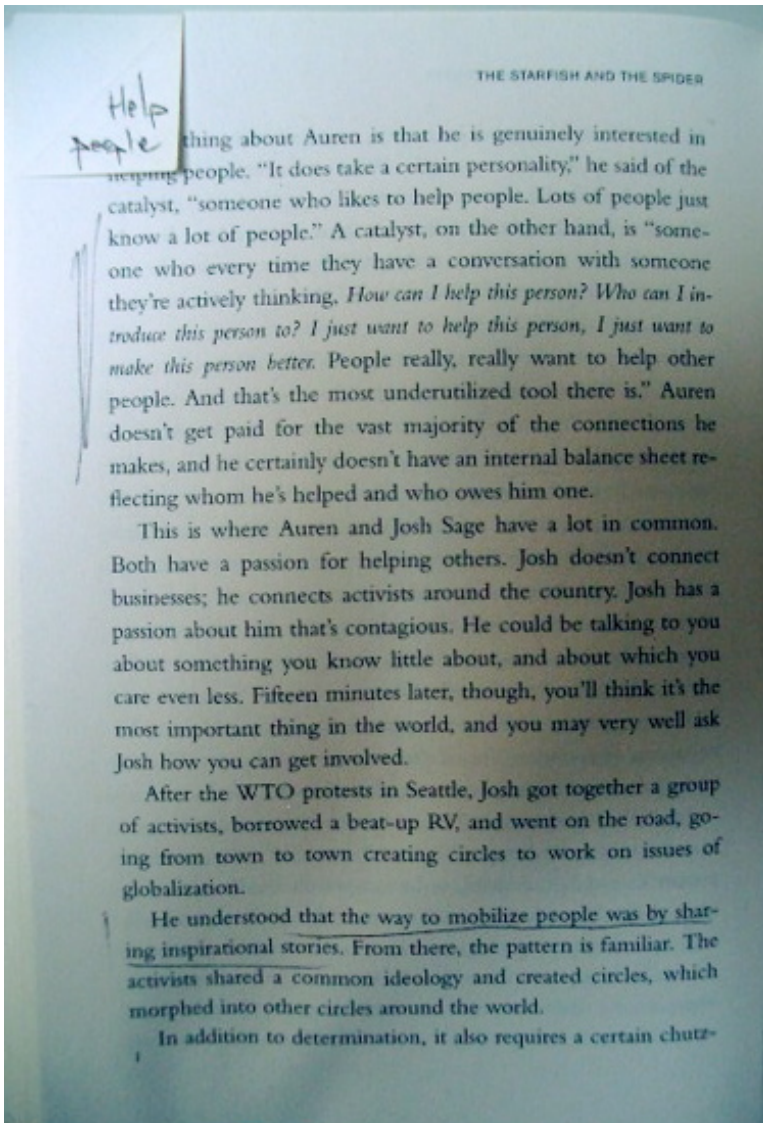 THE STARFISH AND THE SPIDER
Help
people
thing about Auren is that he is genuinely interested in
helping people. “It does take a certain personality,” he said of the
catalyst, “someone who likes to help people. Lots of people just
know a lot of people.” A catalyst, on the other hand, is “some-
one who every time they have a conversation with someone
they’re actively thinking, How can I help this person? Who can I in-
troduce this person to? I just want to help this person, I just want to
make this person better. People really, really want to help other
people. And that’s the most underutilized tool there is.” Auren
doesn’t get paid for the vast majority of the connections he
makes, and he certainly doesn’t have an internal balance sheet re-
flecting whom he’s helped and who owes him one.
This is where Auren and Josh Sage have a lot in common.
Both have a passion for helping others. Josh doesn’t connect
businesses; he connects activists around the country. Josh has a
passion about him that’s contagious. He could be talking to you
about something you know little about, and about which you
care even less. Fifteen minutes later, though, you’ll think it’s the
most important thing in the world, and you may very well ask
Josh how you can get involved.
After the WTO protests in Seattle, Josh got together a group
of activists, borrowed a beat-up RV, and went on the road, go-
ing from town to town creating circles to work on issues of
globalization.
He understood that the way to mobilize people was by shar-
ing inspirational stories. From there, the pattern is familiar. The
activists shared a common ideology and created circles, which
morphed into other circles around the world.
In addition to determination, it also requires a certain chutz-